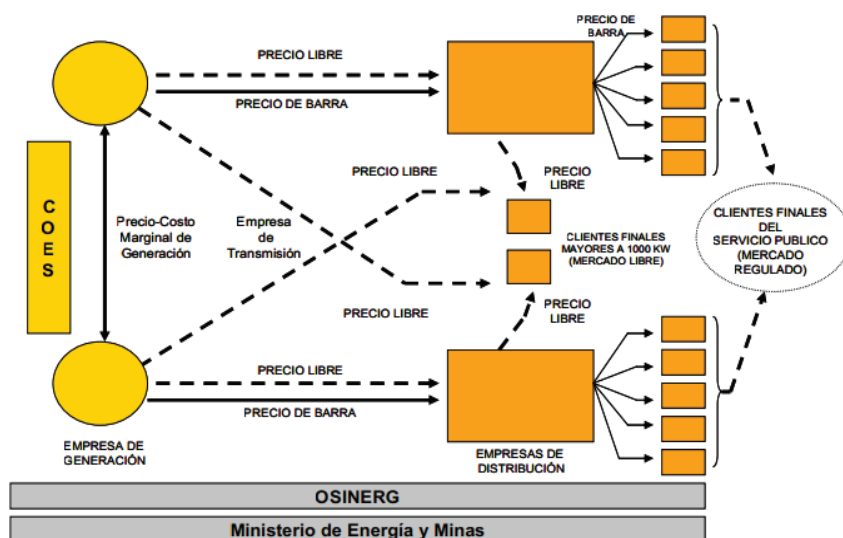 PRECIO LIBRE
PRECIO DE BARRA
PRECIO DE
BARRA
C
O
E
S
Precio-Costo
Marginal de
Generación
Empresa
de
Transmisión
PRECIO LIBRE
PRECIO
LIBRE
CLIENTES FINALES
MAYORES A 1000 KW
(MERCADO LIBRE)
CLIENTES FINALES
DEL
SERVICIO PUBLICO
(MERCADO
REGULADO)
PRECIO LIBRE
PRECIO
LIBRE
PRECIO LIBRE
PRECIO DE BARRA
EMPRESA DE
GENERACIÓN
EMPRESAS DE
DISTRIBUCIÓN
OSINERG
Ministerio de Energía y Minas